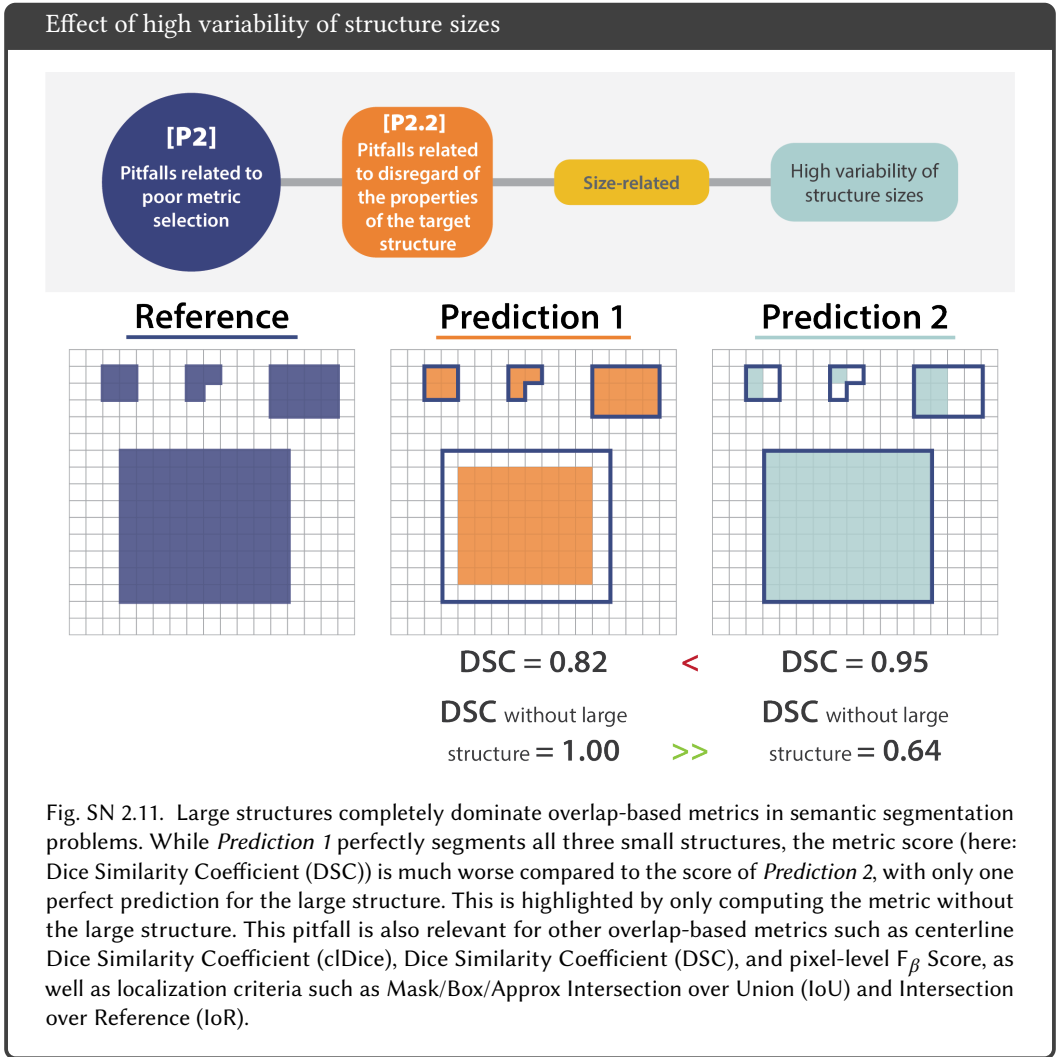 Effect of high variability of structure sizes
[P2]
Pitfalls related to
poor metric
selection
[P2.2]
Pitfalls related
to disregard of
the properties
of the target
structure
Size-related
High variability of
structure sizes
Reference
Prediction 1
Prediction 2
DSC = 0.82 < DSC = 0.95
DSC without large
structure = 1.00
>>
DSC without large
structure = 0.64
Fig. SN 2.11. Large structures completely dominate overlap-based metrics in semantic segmentation
problems. While Prediction 1 perfectly segments all three small structures, the metric score (here:
Dice Similarity Coefficient (DSC)) is much worse compared to the score of Prediction 2, with only one
perfect prediction for the large structure. This is highlighted by only computing the metric without
the large structure. This pitfall is also relevant for other overlap-based metrics such as centerline
Dice Similarity Coefficient (clDice), Dice Similarity Coefficient (DSC), and pixel-level Fβ Score, as
well as localization criteria such as Mask/Box/Approx Intersection over Union (IoU) and Intersection
over Reference (IoR).